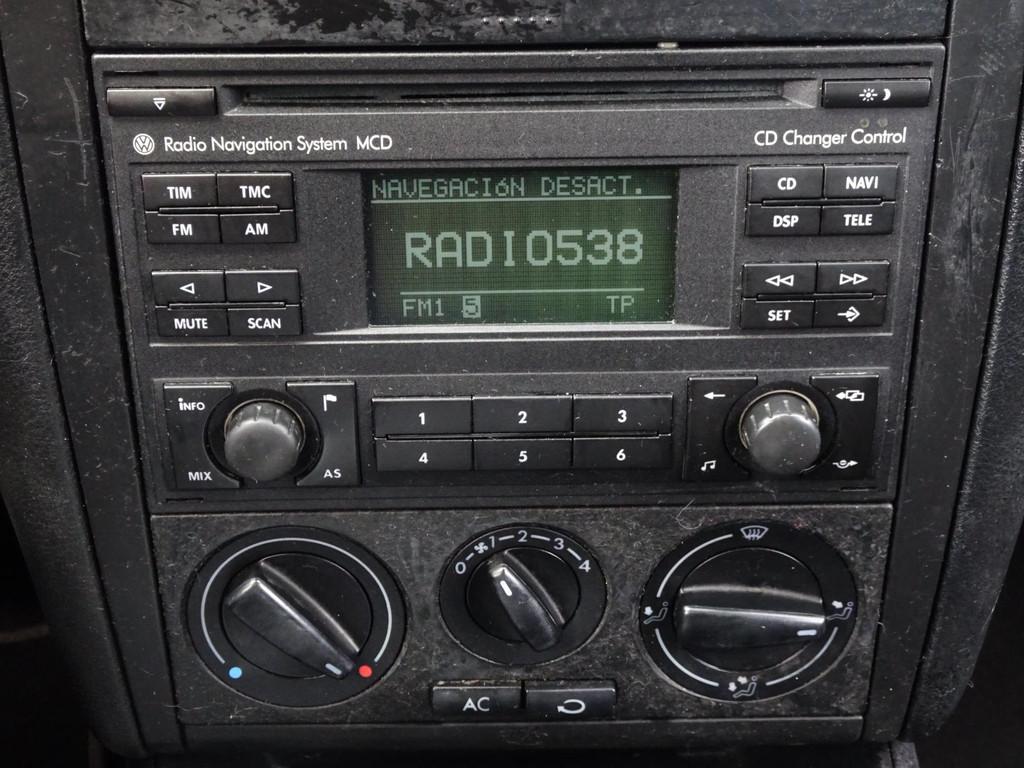 Radio Navigation System MCD
CD Changer Control
TIM TMC
FM AM
MUTE SCAN
NAVEGACIóN DESACT.
RADIO538
FM1 5 TP
CD NAVI
DSP TELE
SET
INFO
MIX AS
1 2 3
4 5 6
0 1 2 3 4
AC